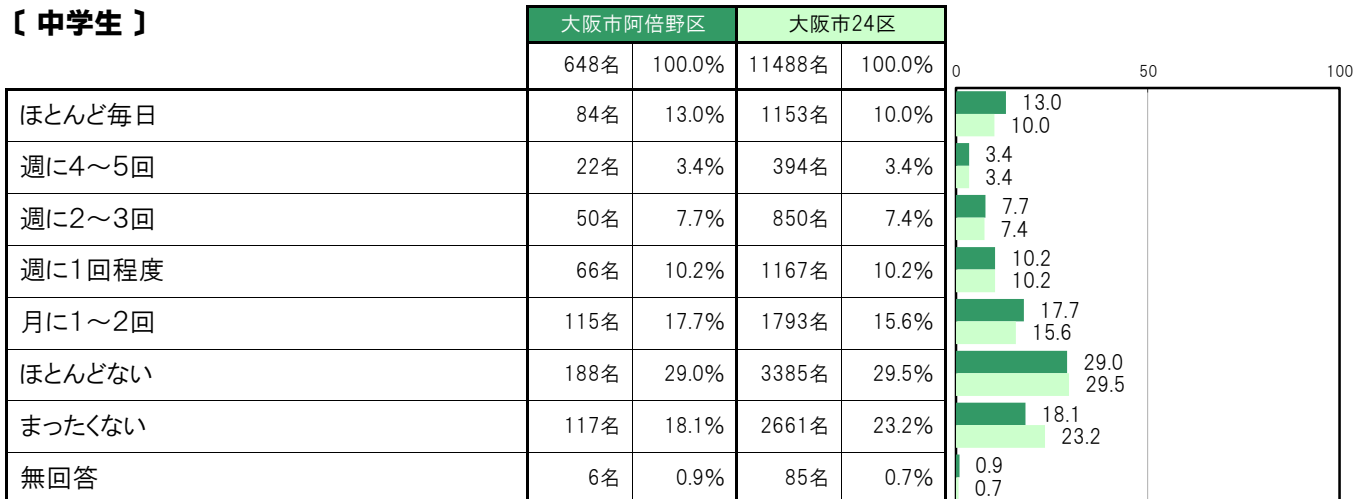 〔 中学生 〕
大阪市阿倍野区 大阪市24区
648名 100.0% 11488名 100.0%
0 50 100
ほとんど毎日 84名 13.0% 1153名 10.0%
13.0
10.0
週に4～5回 22名 3.4% 394名 3.4%
3.4
3.4
週に2～3回 50名 7.7% 850名 7.4%
7.7
7.4
週に1回程度 66名 10.2% 1167名 10.2%
10.2
10.2
月に1～2回 115名 17.7% 1793名 15.6%
17.7
15.6
ほとんどない 188名 29.0% 3385名 29.5%
29.0
29.5
まったくない 117名 18.1% 2661名 23.2%
18.1
23.2
無回答 6名 0.9% 85名 0.7%
0.9
0.7